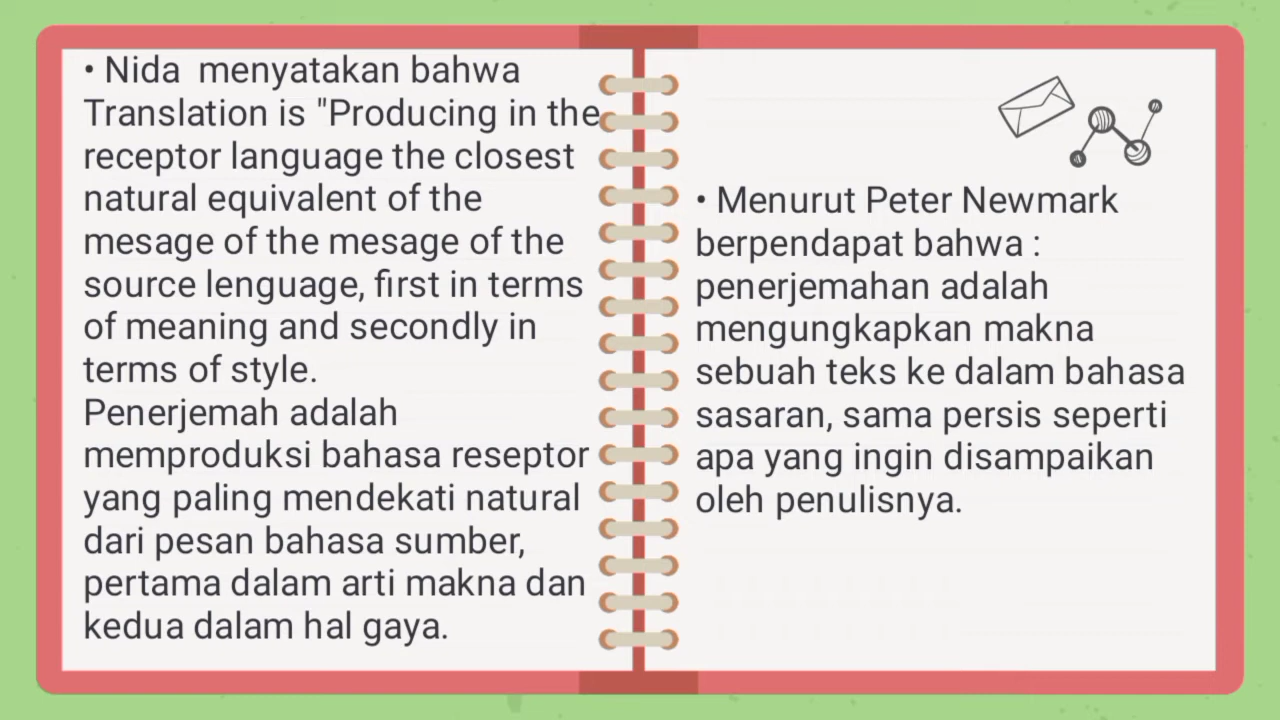 • Nida menyatakan bahwa
Translation is "Producing in the
receptor language the closest
natural equivalent of the
mesage of the mesage of the
source lenguage, first in terms
of meaning and secondly in
terms of style.
Penerjemah adalah
memproduksi bahasa reseptor
yang paling mendekati natural
dari pesan bahasa sumber,
pertama dalam arti makna dan
kedua dalam hal gaya.
• Menurut Peter Newmark
berpendapat bahwa :
penerjemahan adalah
mengungkapkan makna
sebuah teks ke dalam bahasa
sasaran, sama persis seperti
apa yang ingin disampaikan
oleh penulisnya.